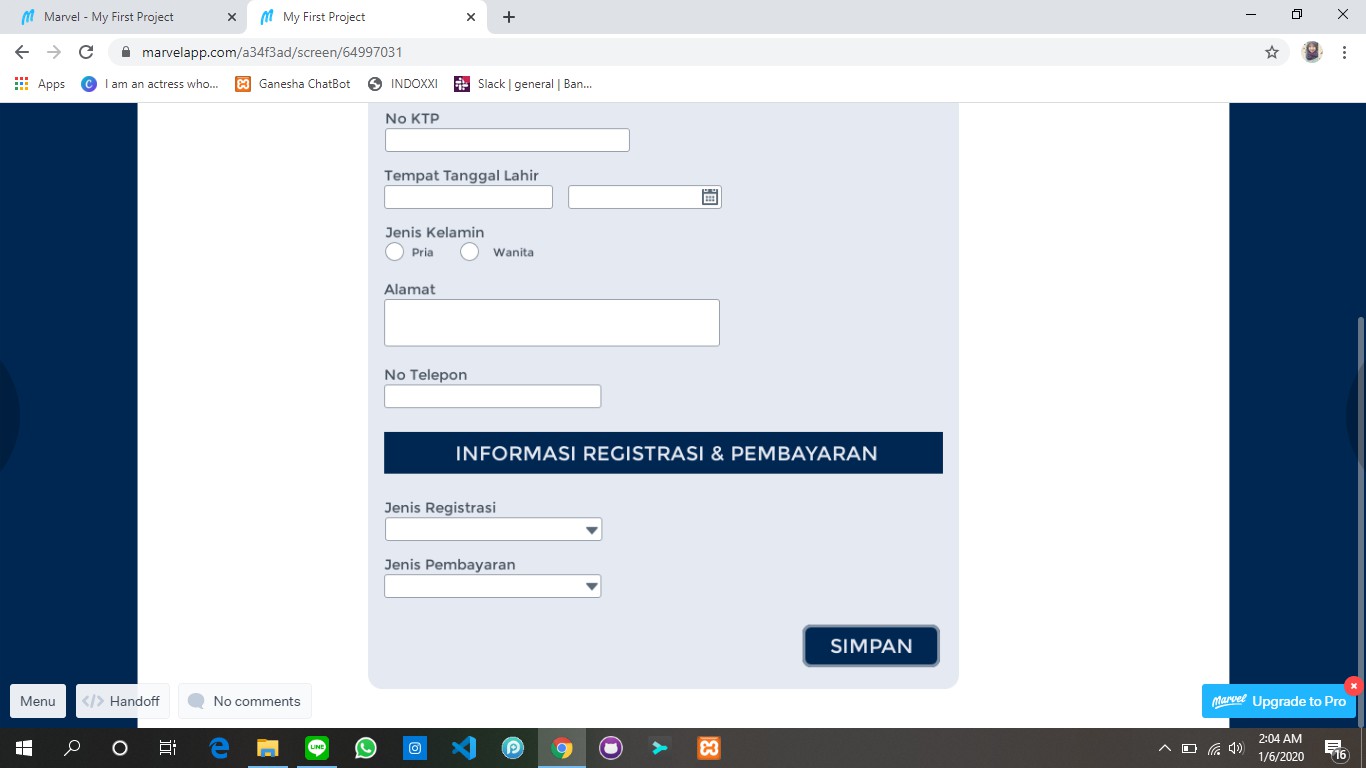 Marvel - My First Project
My First Project
marvelapp.com/a34f3ad/screen/64997031
Apps
I am an actress who...
Ganesha ChatBot
INDOXXI
Slack | general | Ban...
No KTP
Tempat Tanggal Lahir
Jenis Kelamin
Pria Wanita
Alamat
No Telepon
INFORMASI REGISTRASI & PEMBAYARAN
Jenis Registrasi
Jenis Pembayaran
SIMPAN
Menu
</> Handoff
No comments
Marvel Upgrade to Pro
LINE
2:04 AM
1/6/2020
16